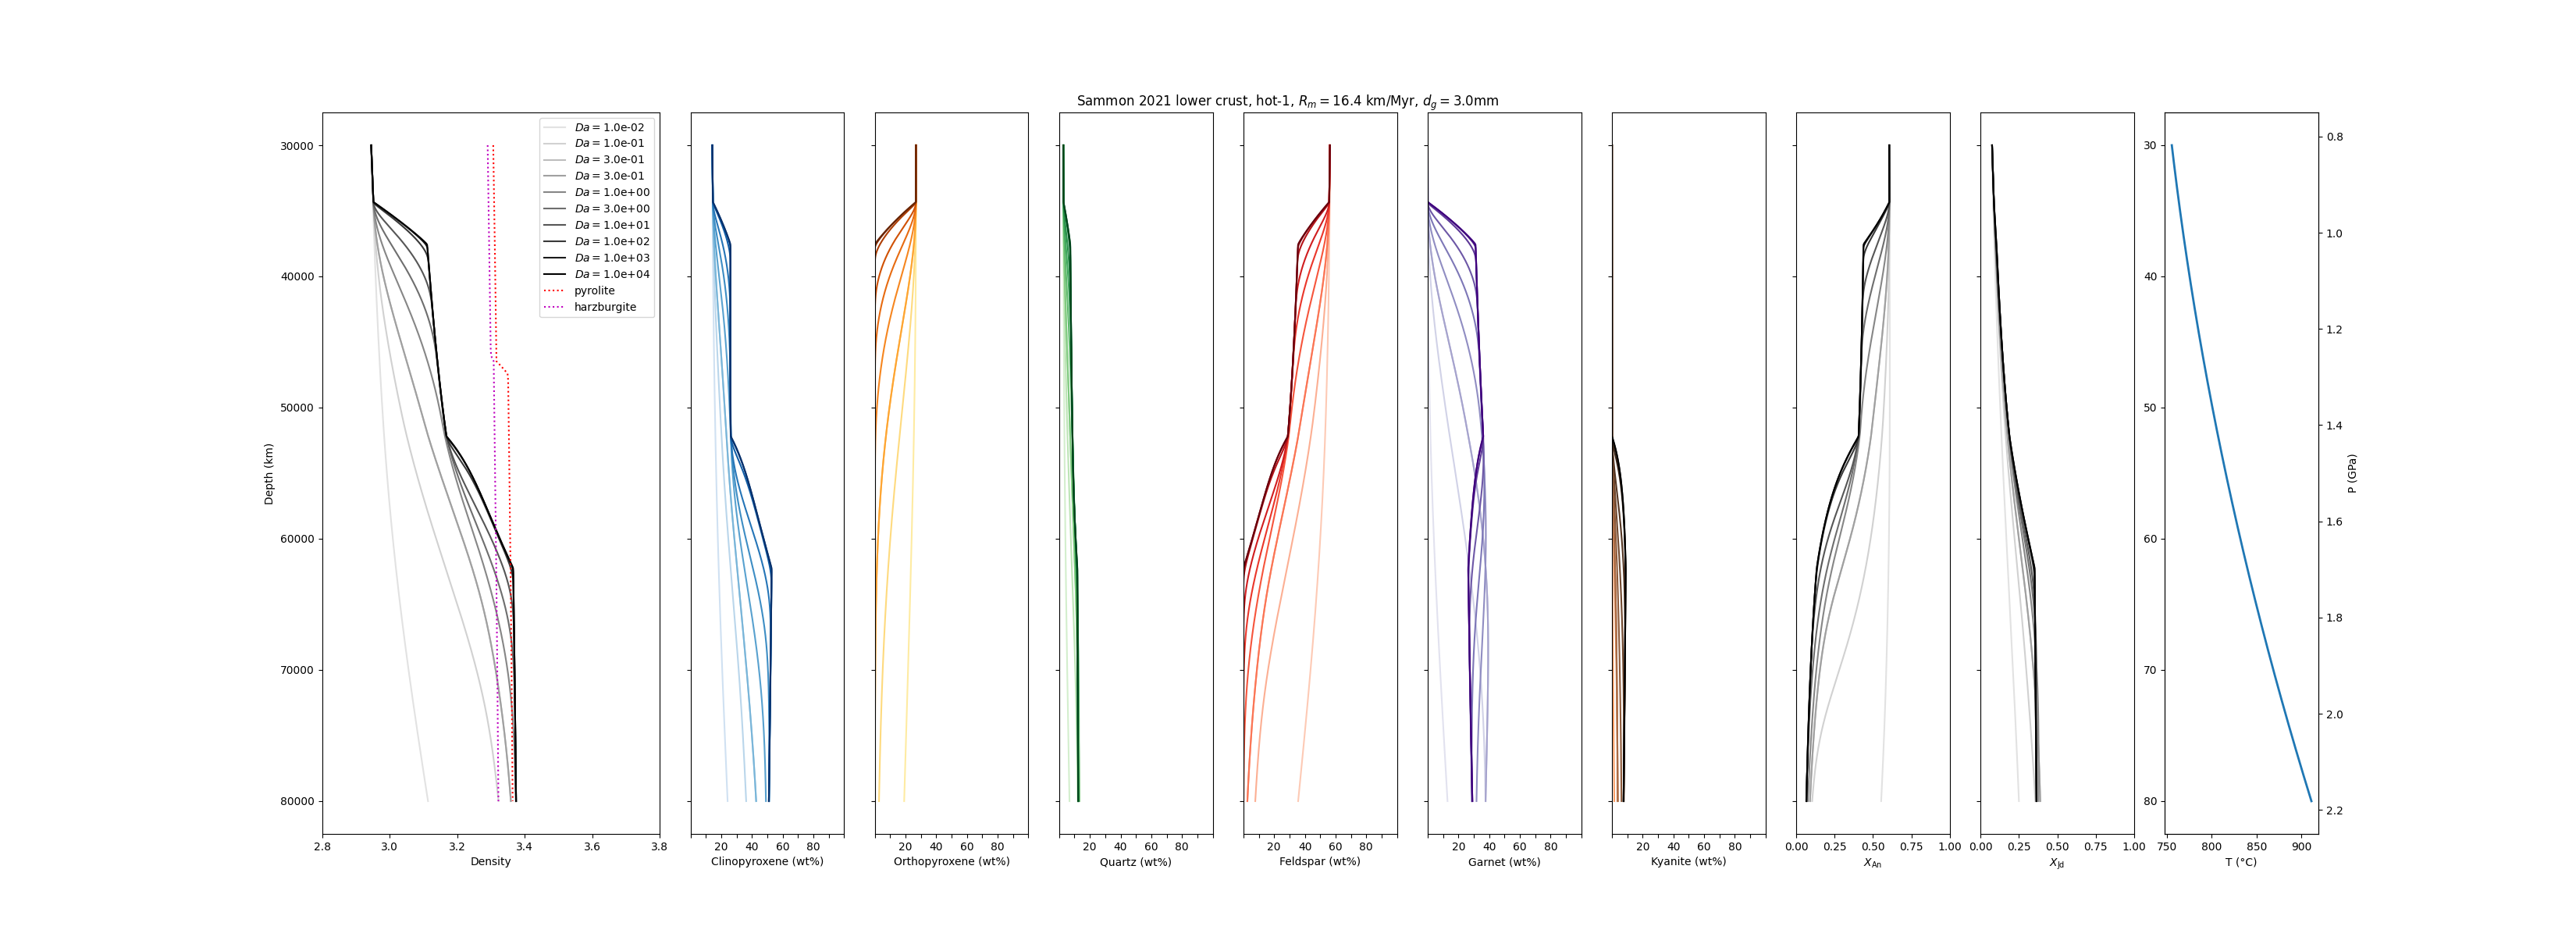 Sammon 2021 lower crust, hot-1, Rm = 16.4 km/Myr, dg = 3.0mm
Da = 1.0e-02
Da = 1.0e-01
Da = 3.0e-01
Da = 3.0e-01
Da = 1.0e+00
Da = 3.0e+00
Da = 1.0e+01
Da = 1.0e+02
Da = 1.0e+03
Da = 1.0e+04
pyrolite
harzburgite
Depth (km)
30000
40000
50000
60000
70000
80000
2.8 3.0 3.2 3.4 3.6 3.8
Density
20 40 60 80
Clinopyroxene (wt%)
20 40 60 80
Orthopyroxene (wt%)
20 40 60 80
Quartz (wt%)
20 40 60 80
Feldspar (wt%)
20 40 60 80
Garnet (wt%)
20 40 60 80
Kyanite (wt%)
0.00 0.25 0.50 0.75 1.00
XAn
0.00 0.25 0.50 0.75 1.00
XJd
30
40
50
60
70
80
750 800 850 900
T (°C)
0.8
1.0
1.2
1.4
1.6
1.8
2.0
2.2
P (GPa)